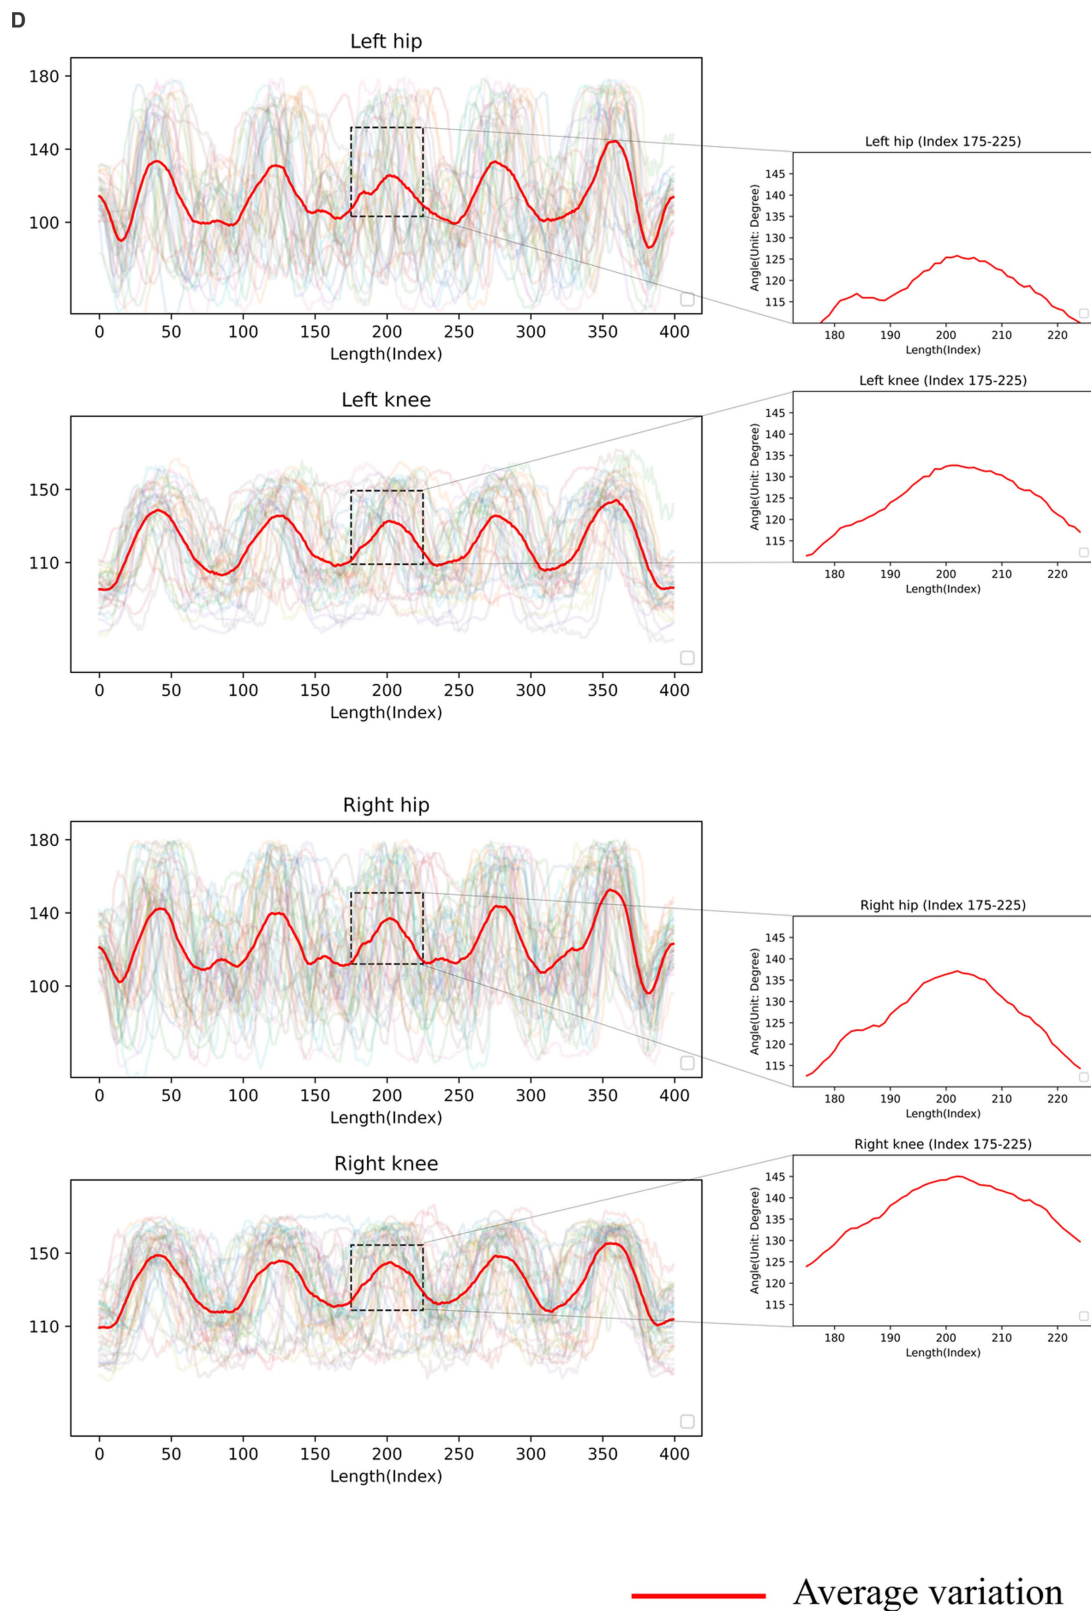 D
Left hip
180
140
100
0 50 100 150 200 250 300 350 400
Length(Index)
Left hip (Index 175-225)
Angle(Unit: Degree)
145
140
135
130
125
120
115
180 190 200 210 220
Length(Index)
Left knee
150
110
0 50 100 150 200 250 300 350 400
Length(Index)
Left knee (Index 175-225)
Angle(Unit: Degree)
145
140
135
130
125
120
115
180 190 200 210 220
Length(Index)
Right hip
180
140
100
0 50 100 150 200 250 300 350 400
Length(Index)
Right hip (Index 175-225)
Angle(Unit: Degree)
145
140
135
130
125
120
115
180 190 200 210 220
Length(Index)
Right knee
150
110
0 50 100 150 200 250 300 350 400
Length(Index)
Right knee (Index 175-225)
Angle(Unit: Degree)
145
140
135
130
125
120
115
180 190 200 210 220
Length(Index)
Average variation